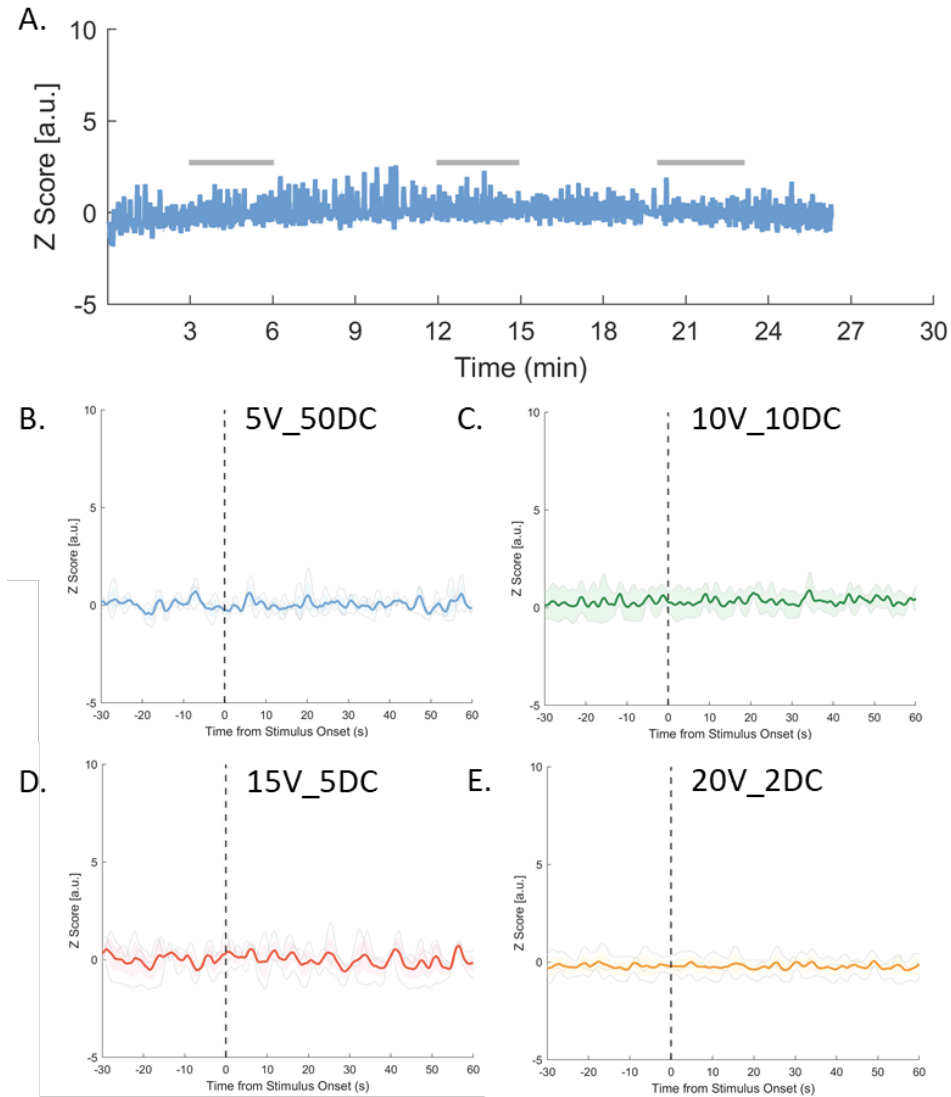 A.
10
5
0
-5
Z Score [a.u.]
3 6 9 12 15 18 21 24 27 30
Time (min)
B. 5V_50DC
10
5
0
-5
Z Score [a.u.]
-30 -20 -10 0 10 20 30 40 50 60
Time from Stimulus Onset (s)
C. 10V_10DC
10
5
0
-5
Z Score [a.u.]
-30 -20 -10 0 10 20 30 40 50 60
Time from Stimulus Onset (s)
D. 15V_5DC
10
5
0
-5
Z Score [a.u.]
-30 -20 -10 0 10 20 30 40 50 60
Time from Stimulus Onset (s)
E. 20V_2DC
10
5
0
-5
Z Score [a.u.]
-30 -20 -10 0 10 20 30 40 50 60
Time from Stimulus Onset (s)